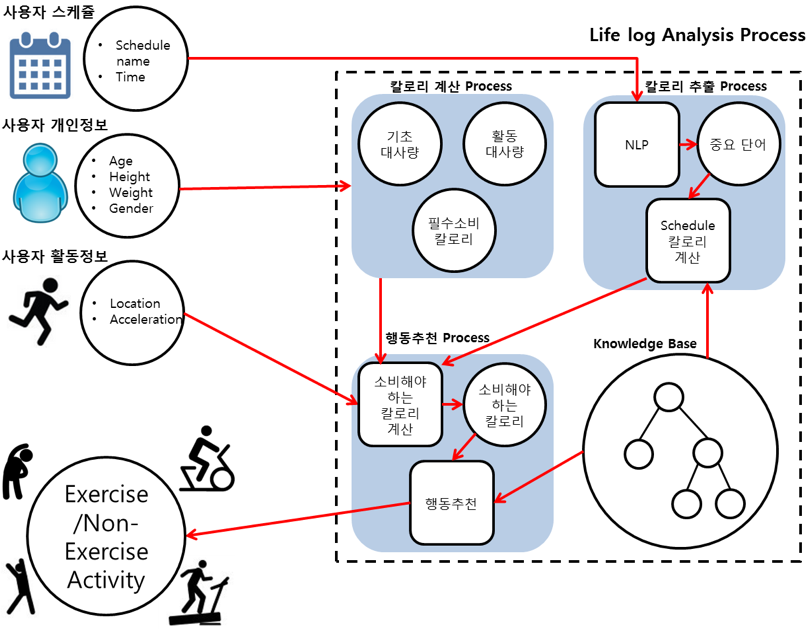 사용자 스케쥴
• Schedule
name
• Time
Life log Analysis Process
사용자 개인정보
• Age
• Height
• Weight
• Gender
칼로리 계산 Process
기초
대사량
활동
대사량
필수소비
칼로리
칼로리 추출 Process
NLP
중요 단어
Schedule
칼로리
계산
사용자 활동정보
• Location
• Acceleration
행동추천 Process
소비해야
하는
칼로리
계산
소비해야
하는
칼로리
행동추천
Knowledge Base
Exercise
/Non-
Exercise
Activity